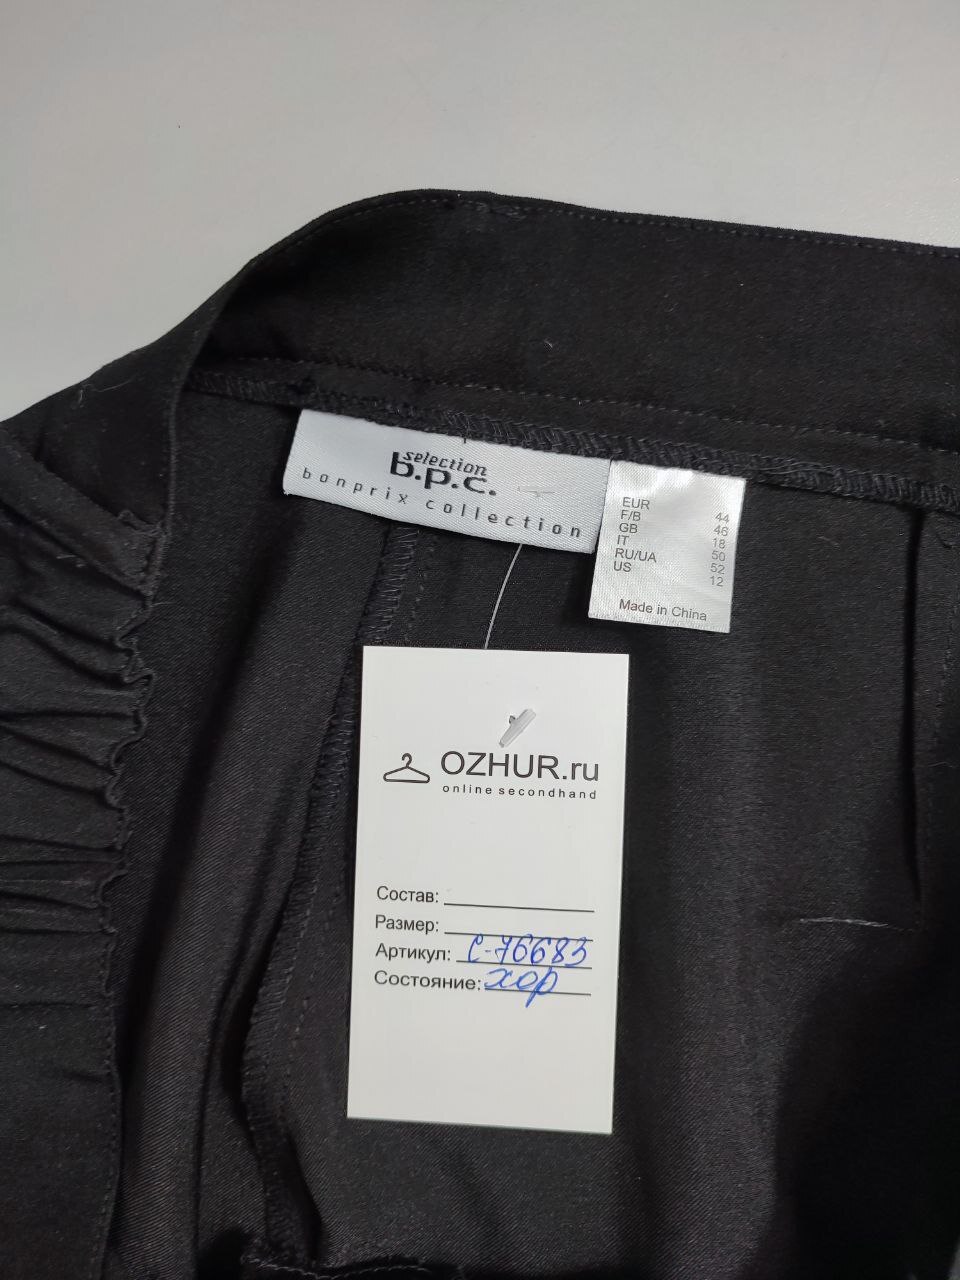 selection
b.p.c.
bonprix collection
EUR 44
F/B 46
GB 18
IT 50
RU/UA 52
US 12
Made in China
OZHUR.ru
online secondhand
Состав:
Размер:
Артикул: С-76683
Состояние: хор